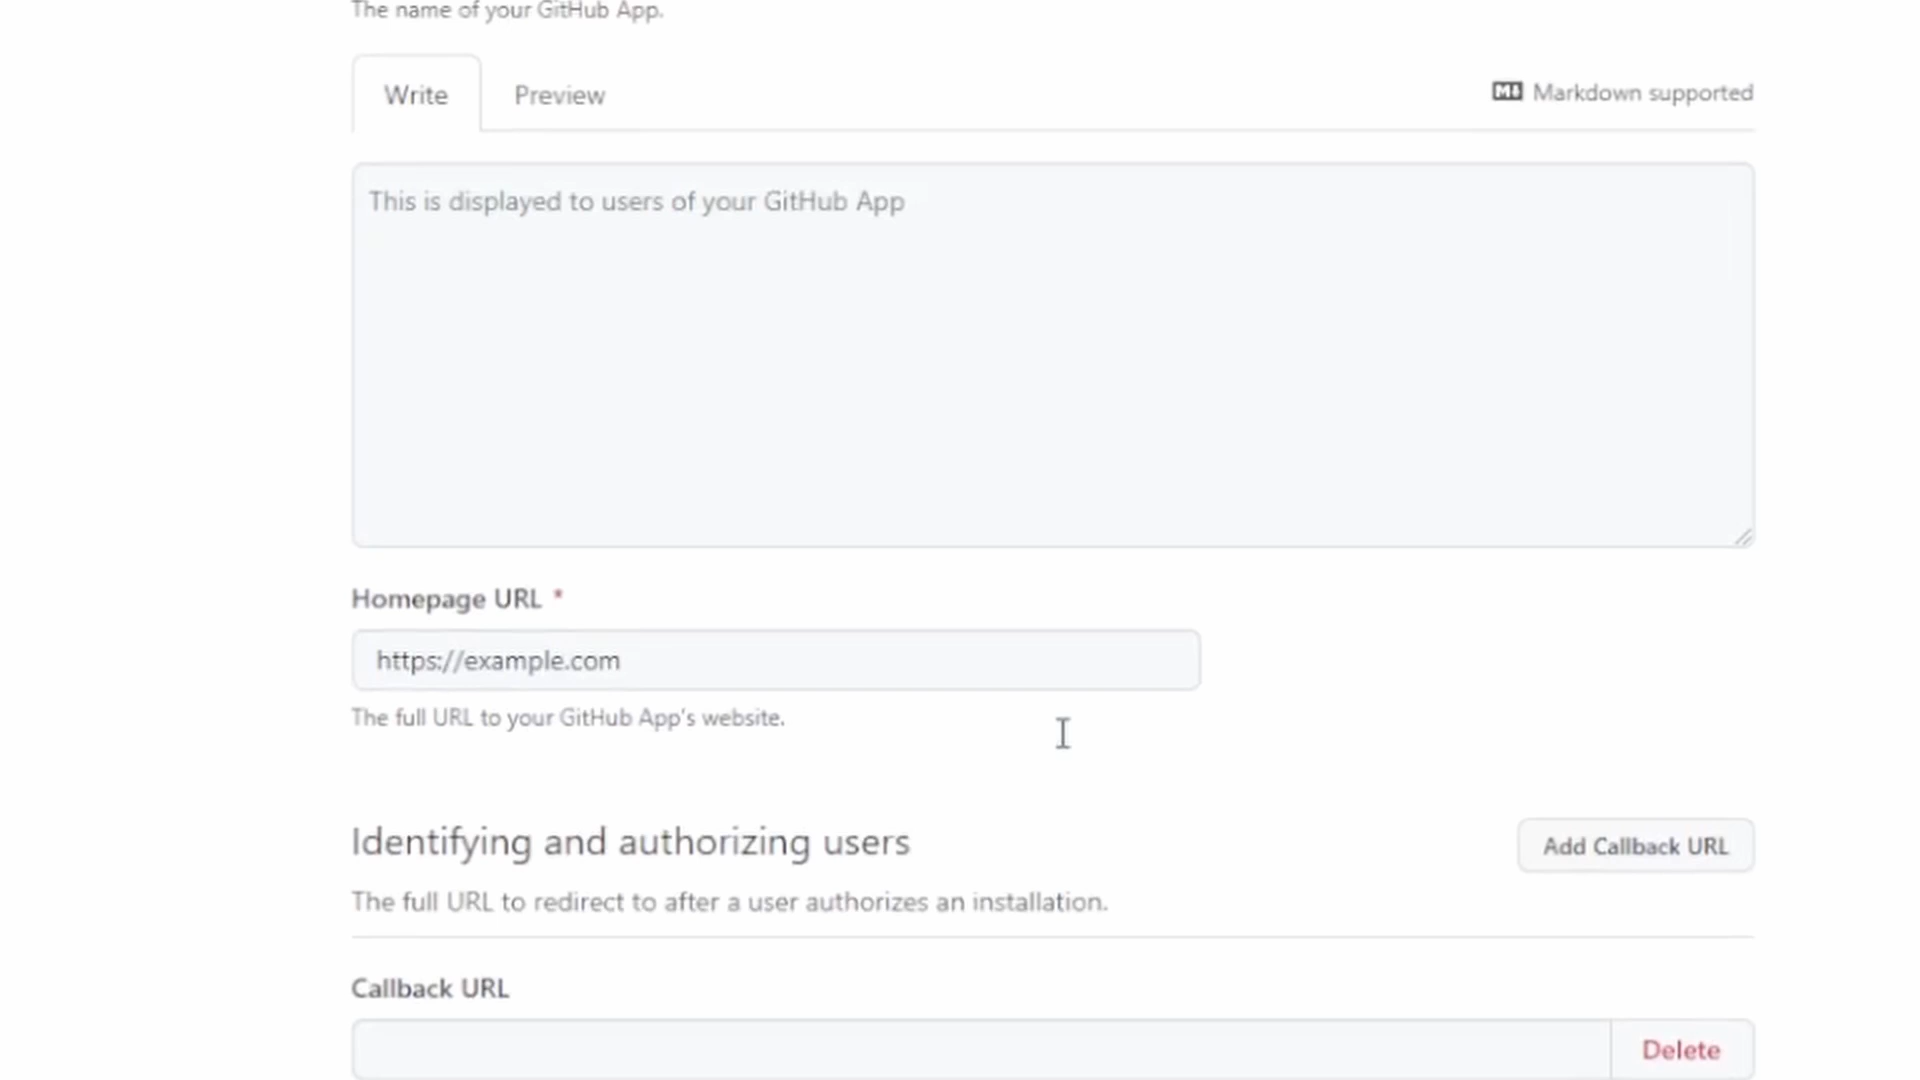 The name of your GitHub App.
Write
Preview
Markdown supported
This is displayed to users of your GitHub App
Homepage URL *
https://example.com
The full URL to your GitHub App's website.
Identifying and authorizing users
Add Callback URL
The full URL to redirect to after a user authorizes an installation.
Callback URL
Delete